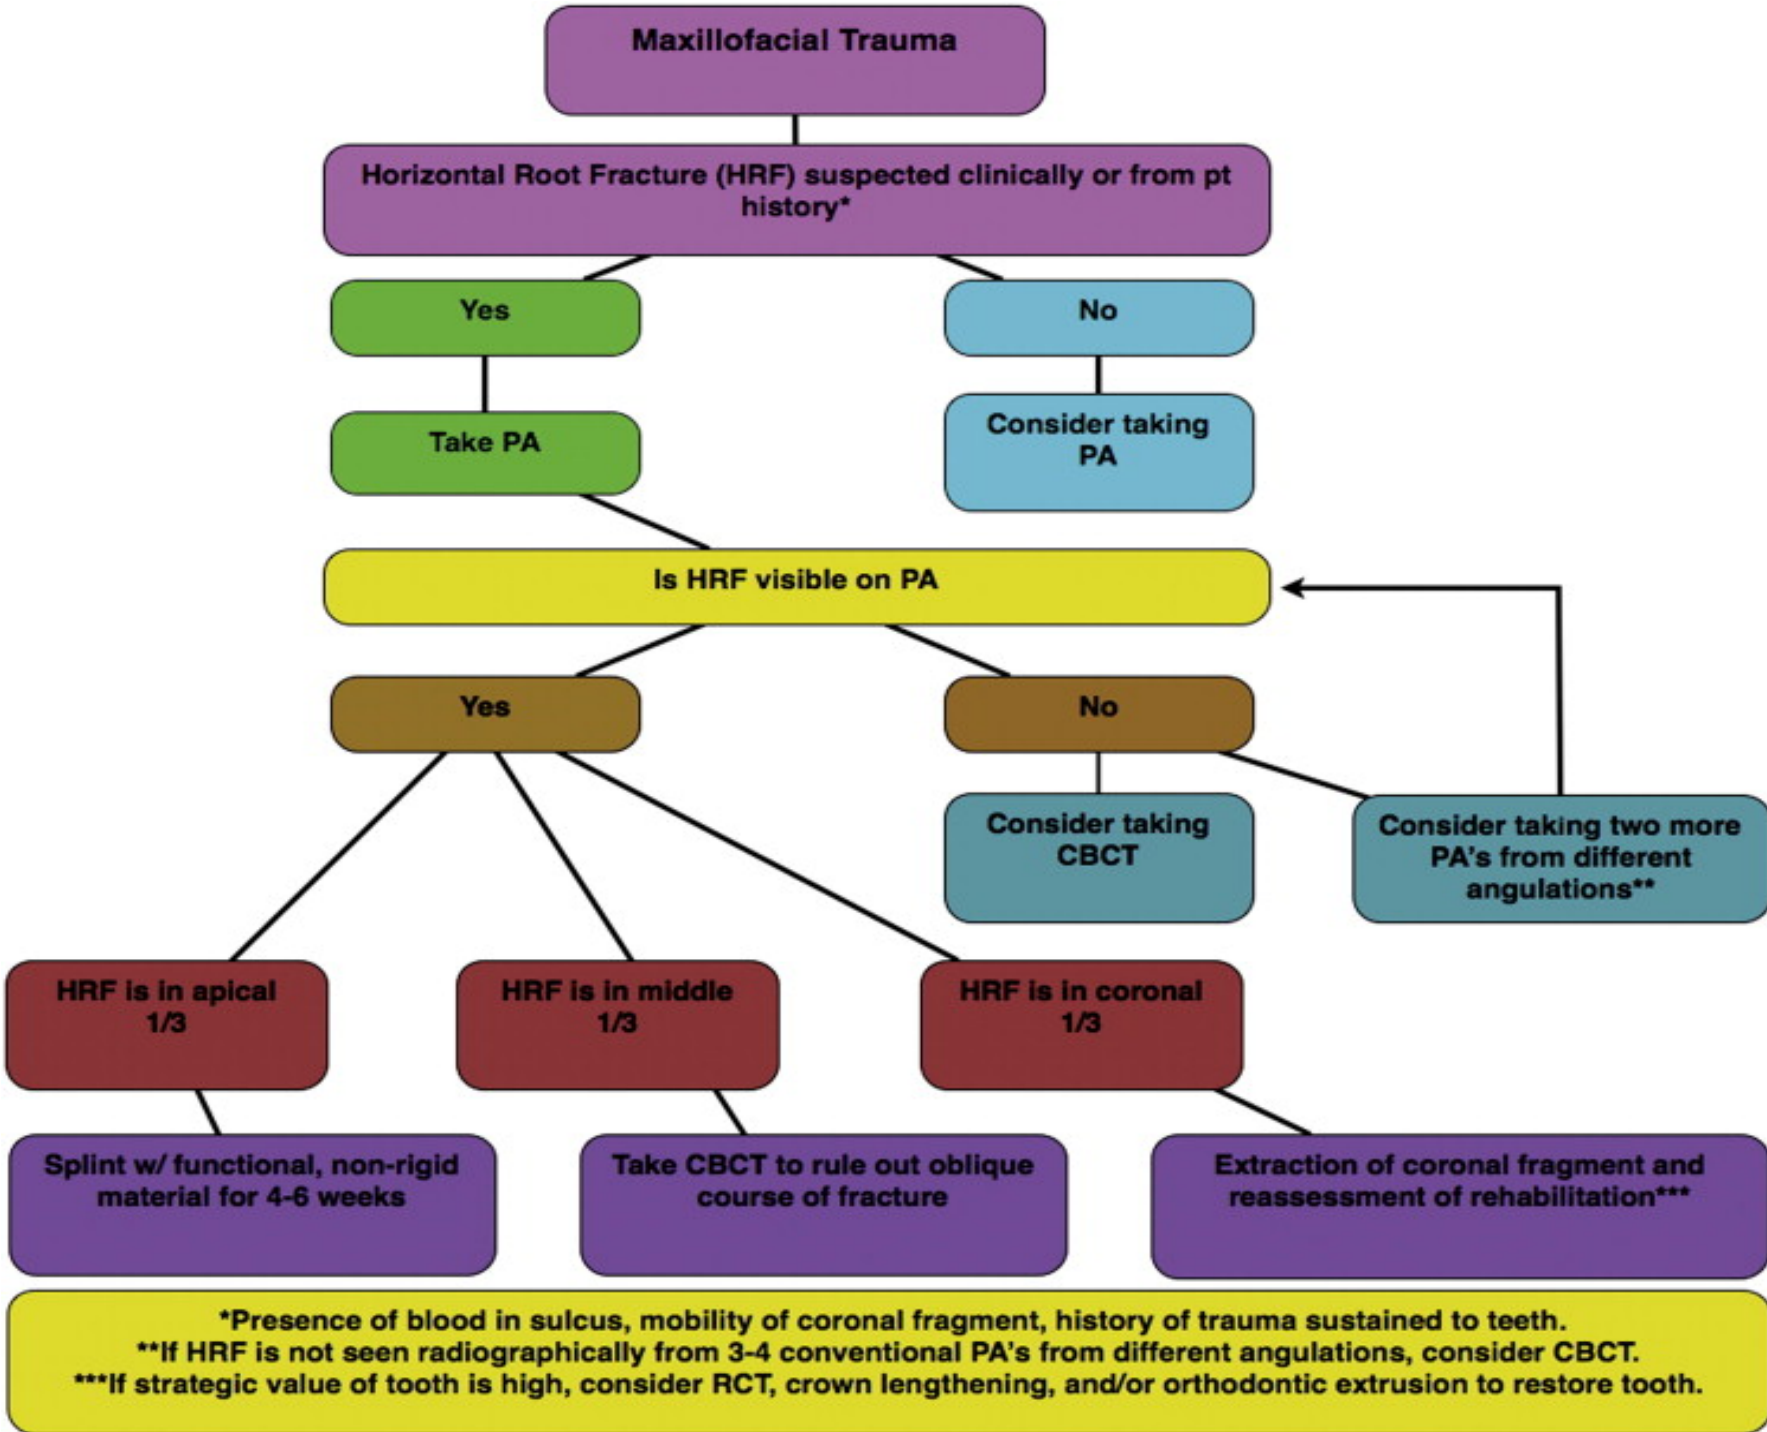 Maxillofacial Trauma
Horizontal Root Fracture (HRF) suspected clinically or from pt
history*
Yes
No
Take PA
Consider taking
PA
Is HRF visible on PA
Yes
No
Consider taking
CBCT
Consider taking two more
PA's from different
angulations**
HRF is in apical
1/3
HRF is in middle
1/3
HRF is in coronal
1/3
Splint w/ functional, non-rigid
material for 4-6 weeks
Take CBCT to rule out oblique
course of fracture
Extraction of coronal fragment and
reassessment of rehabilitation***
*Presence of blood in sulcus, mobility of coronal fragment, history of trauma sustained to teeth.
**If HRF is not seen radiographically from 3-4 conventional PA's from different angulations, consider CBCT.
***If strategic value of tooth is high, consider RCT, crown lengthening, and/or orthodontic extrusion to restore tooth.